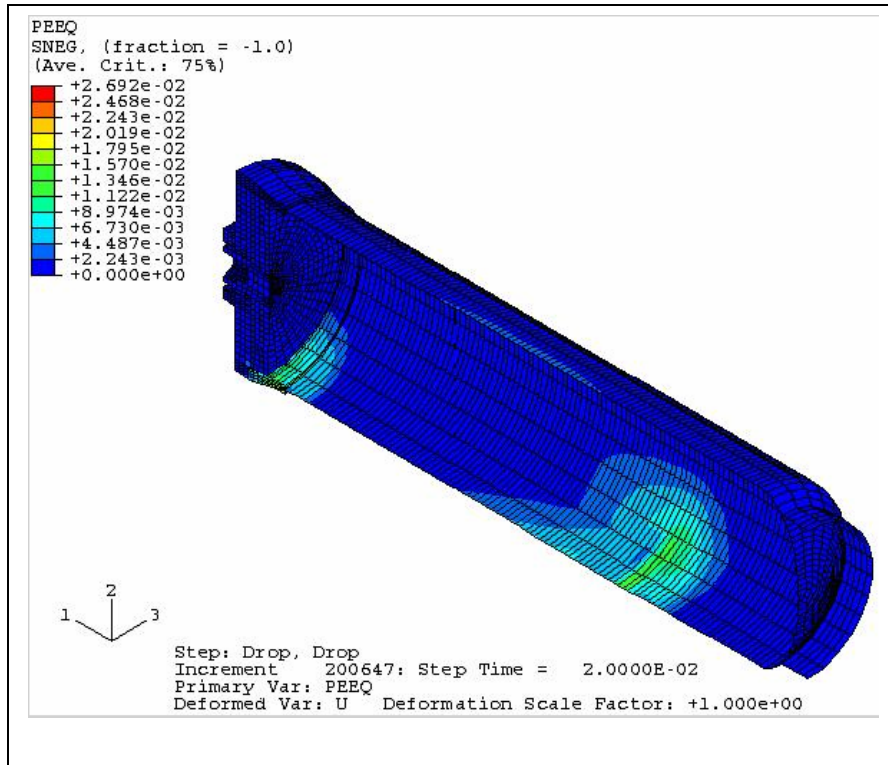 PEEQ
SNEG, (fraction = -1.0)
(Ave. Crit.: 75%)
+2.692e-02
+2.468e-02
+2.243e-02
+2.019e-02
+1.795e-02
+1.570e-02
+1.346e-02
+1.122e-02
+8.974e-03
+6.730e-03
+4.487e-03
+2.243e-03
+0.000e+00
2
1 3
Step: Drop, Drop
Increment 200647: Step Time = 2.0000E-02
Primary Var: PEEQ
Deformed Var: U Deformation Scale Factor: +1.000e+00